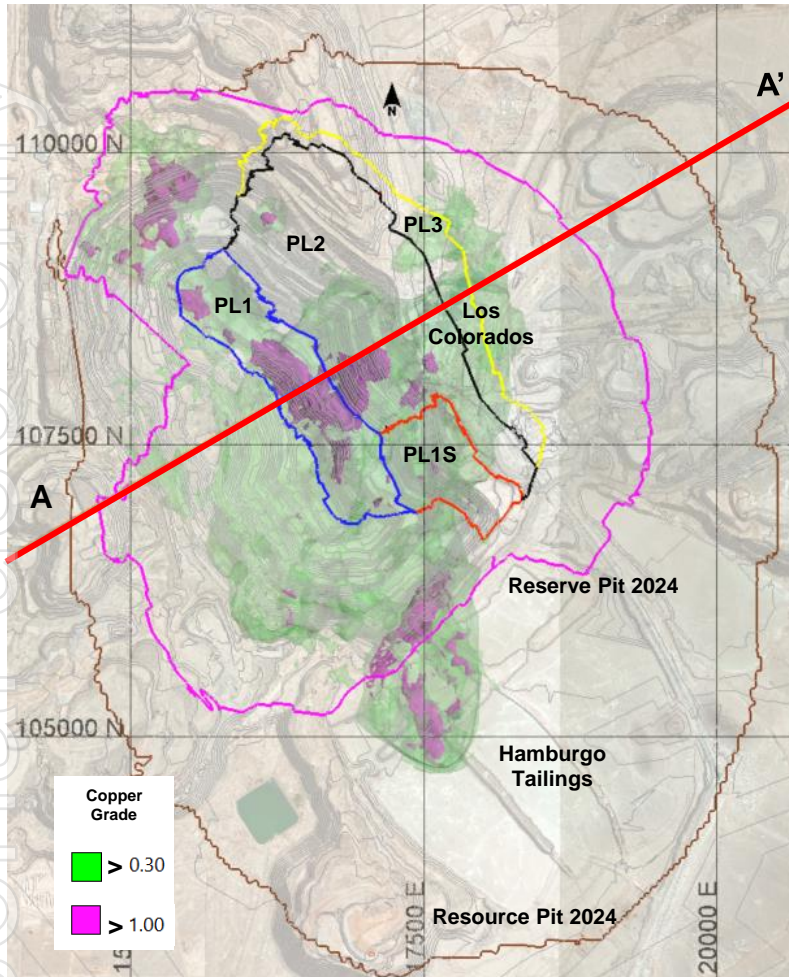 A'
N
110000 N
PL3
PL2
PL1
Los
Colorados
107500 N
PL1S
A
Reserve Pit 2024
105000 N
Hamburgo
Tailings
Copper
Grade
> 0.30
> 1.00
17500 E
20000 E
Resource Pit 2024
15